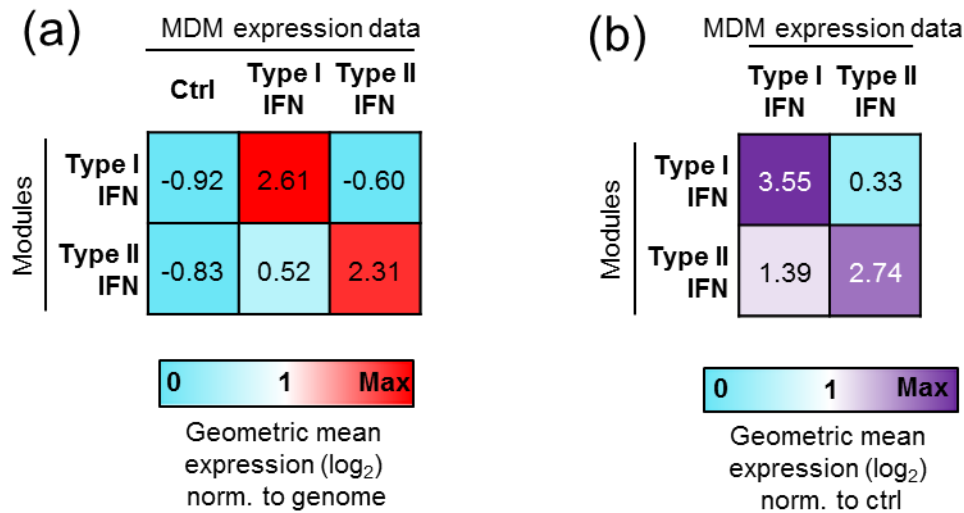 (a)
MDM expression data
Ctrl
Type I
IFN
Type II
IFN
Modules
Type I
IFN
-0.92
2.61
-0.60
Type II
IFN
-0.83
0.52
2.31
0
1
Max
Geometric mean
expression (log₂)
norm. to genome
(b)
MDM expression data
Type I
IFN
Type II
IFN
Modules
Type I
IFN
3.55
0.33
Type II
IFN
1.39
2.74
0
1
Max
Geometric mean
expression (log₂)
norm. to ctrl